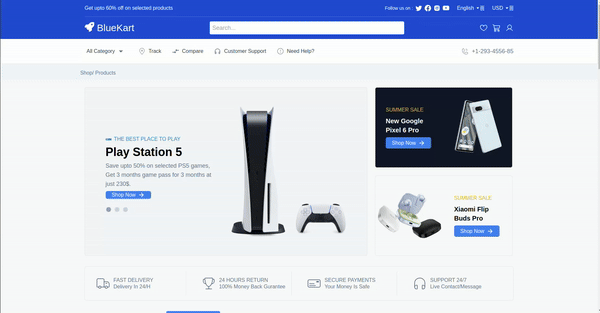 Get upto 60% off on selected products
Follow us on :
English
USD
BlueKart
Search...
All Category
Track
Compare
Customer Support
Need Help?
+1-293-4556-85
Shop/ Products
THE BEST PLACE TO PLAY
Play Station 5
Save upto 50% on selected PS5 games,
Get 3 months game pass for 3 months at
just 230$.
Shop Now
SUMMER SALE
New Google
Pixel 6 Pro
Shop Now
SUMMER SALE
Xiaomi Flip
Buds Pro
Shop Now
FAST DELIVERY
Delivery In 24/H
24 HOURS RETURN
100% Money Back Gurantee
SECURE PAYMENTS
Your Money Is Safe
SUPPORT 24/7
Live Contact/Message